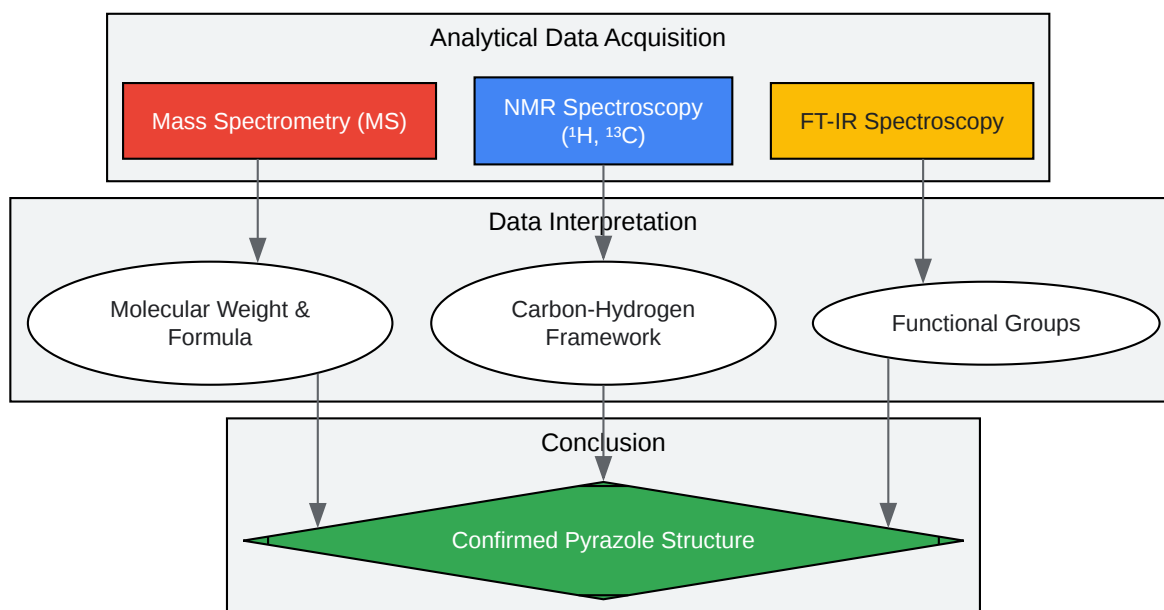 Analytical Data Acquisition
Mass Spectrometry (MS)
NMR Spectroscopy
(¹H, ¹³C)
FT-IR Spectroscopy
Data Interpretation
Molecular Weight &
Formula
Carbon-Hydrogen
Framework
Functional Groups
Conclusion
Confirmed Pyrazole Structure